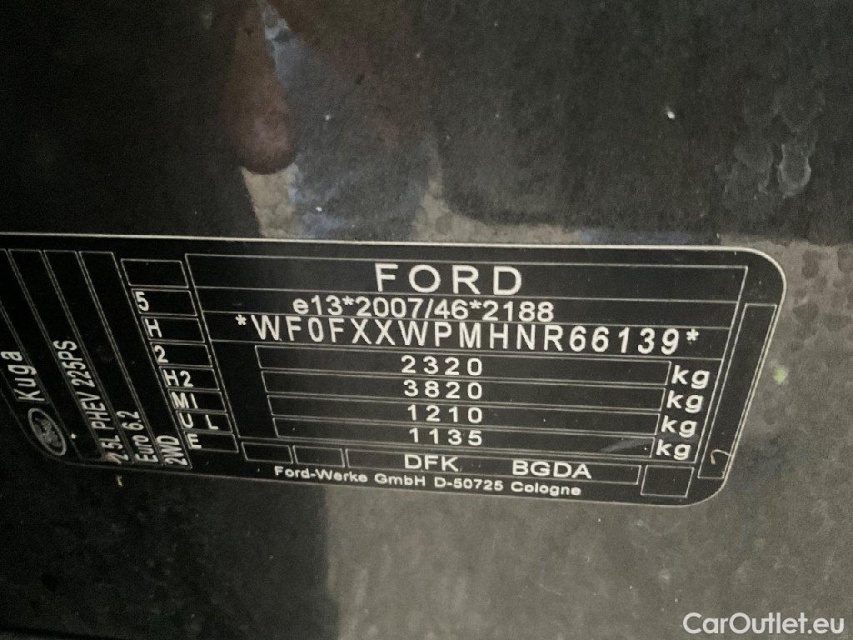 FORD
e13*2007/46*2188
*WF0FXXWPMHNR66139*
2320 kg
3820 kg
1210 kg
1135 kg
DFK BGDA
Ford-Werke GmbH D-50725 Cologne
5
H
2
H2
MI
U L
E
Kuga
2.5L PHEV 225PS
Euro 6.2
2WD
CarOutlet.eu